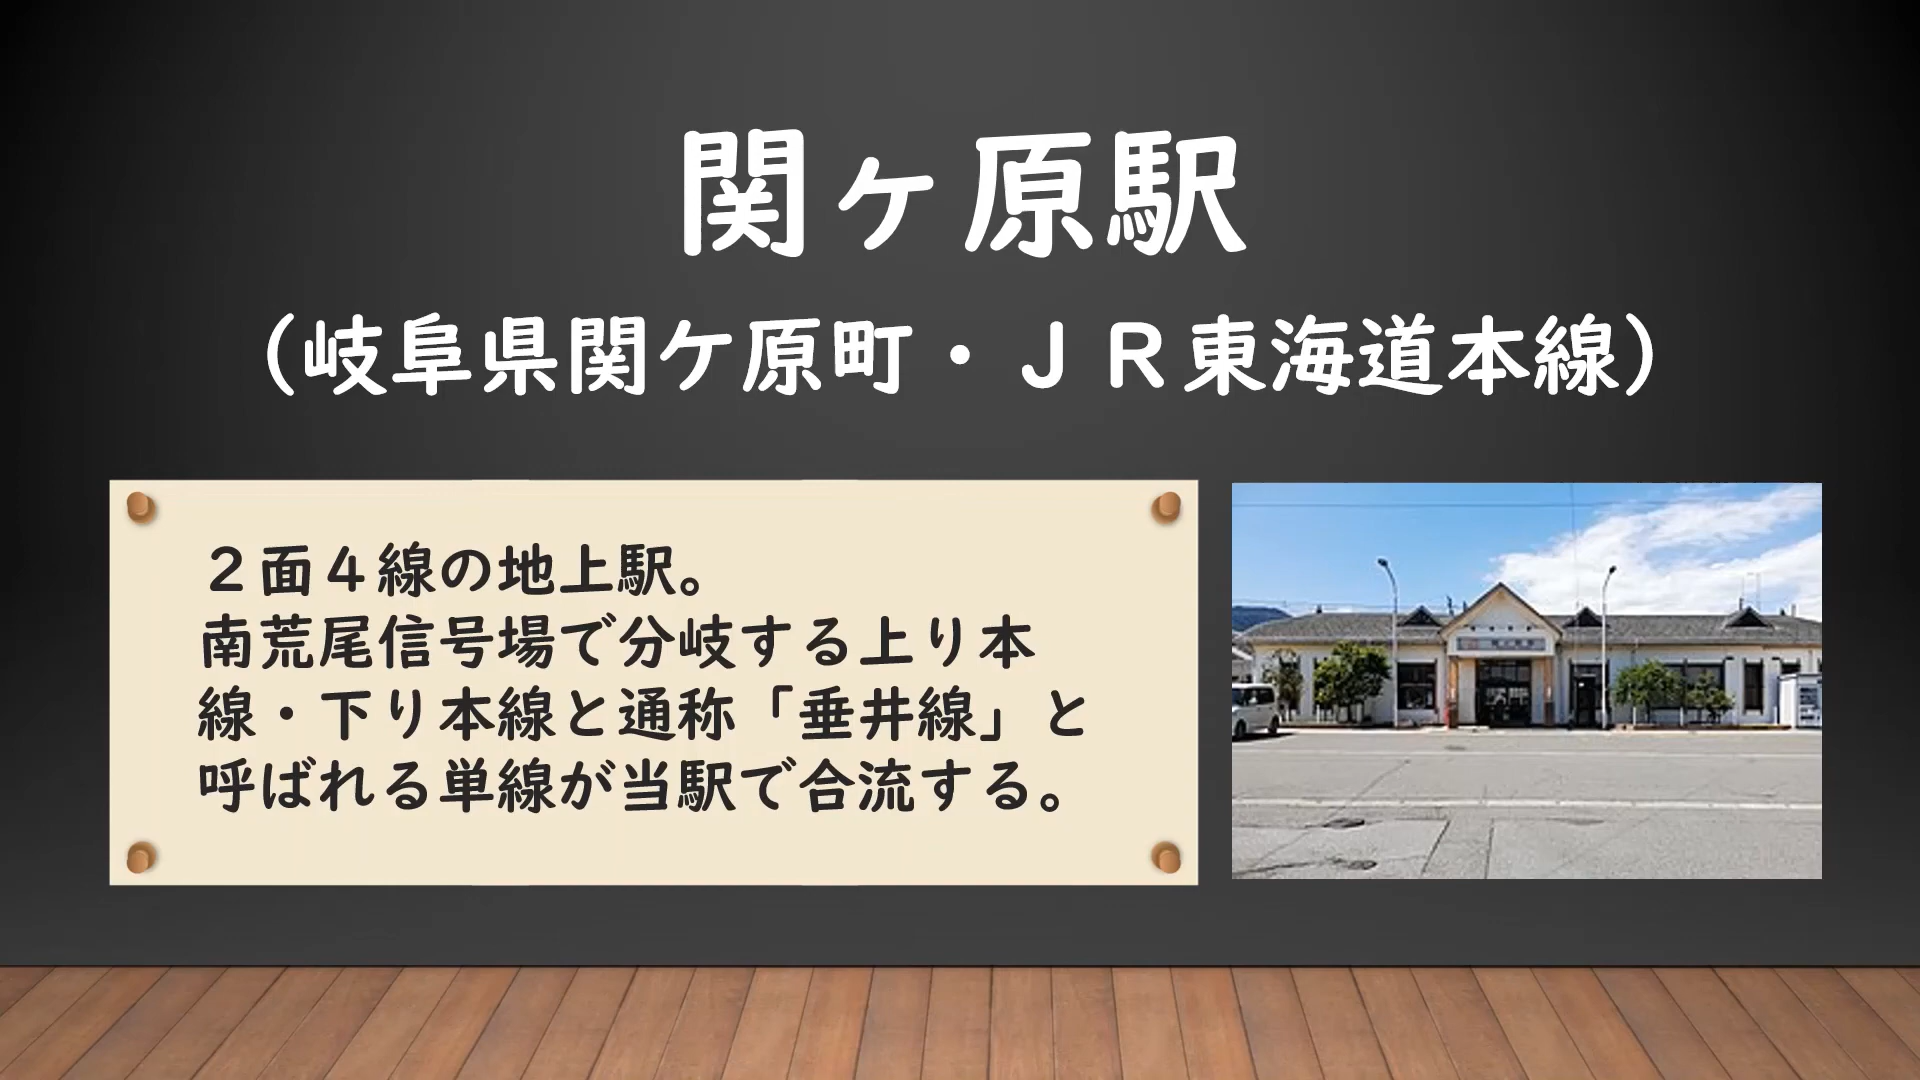 関ヶ原駅
（岐阜県関ケ原町・ＪＲ東海道本線）
２面４線の地上駅。
南荒尾信号場で分岐する上り本
線・下り本線と通称「垂井線」と
呼ばれる単線が当駅で合流する。